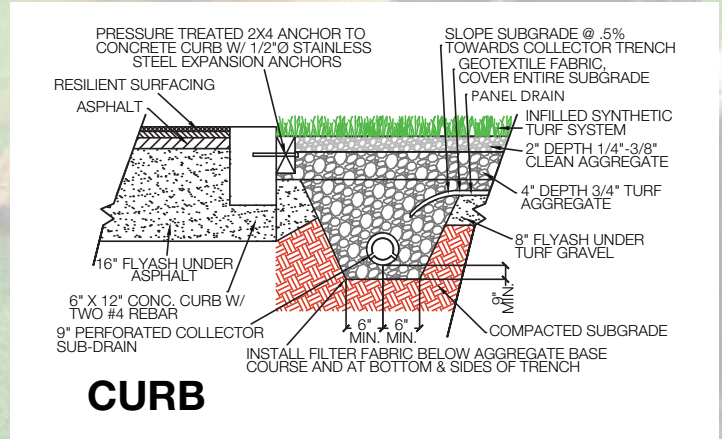 PRESSURE TREATED 2X4 ANCHOR TO
CONCRETE CURB W/ 1/2"Ø STAINLESS
STEEL EXPANSION ANCHORS
RESILIENT SURFACING
ASPHALT
SLOPE SUBGRADE @ .5%
TOWARDS COLLECTOR TRENCH
GEOTEXTILE FABRIC,
COVER ENTIRE SUBGRADE
PANEL DRAIN
INFILLED SYNTHETIC
TURF SYSTEM
2" DEPTH 1/4"-3/8"
CLEAN AGGREGATE
4" DEPTH 3/4" TURF
AGGREGATE
8" FLYASH UNDER
TURF GRAVEL
16" FLYASH UNDER
ASPHALT
6" X 12" CONC. CURB W/
TWO #4 REBAR
9" PERFORATED COLLECTOR
SUB-DRAIN
6" 6"
MIN. MIN.
9"
MIN.
COMPACTED SUBGRADE
INSTALL FILTER FABRIC BELOW AGGREGATE BASE
COURSE AND AT BOTTOM & SIDES OF TRENCH
CURB